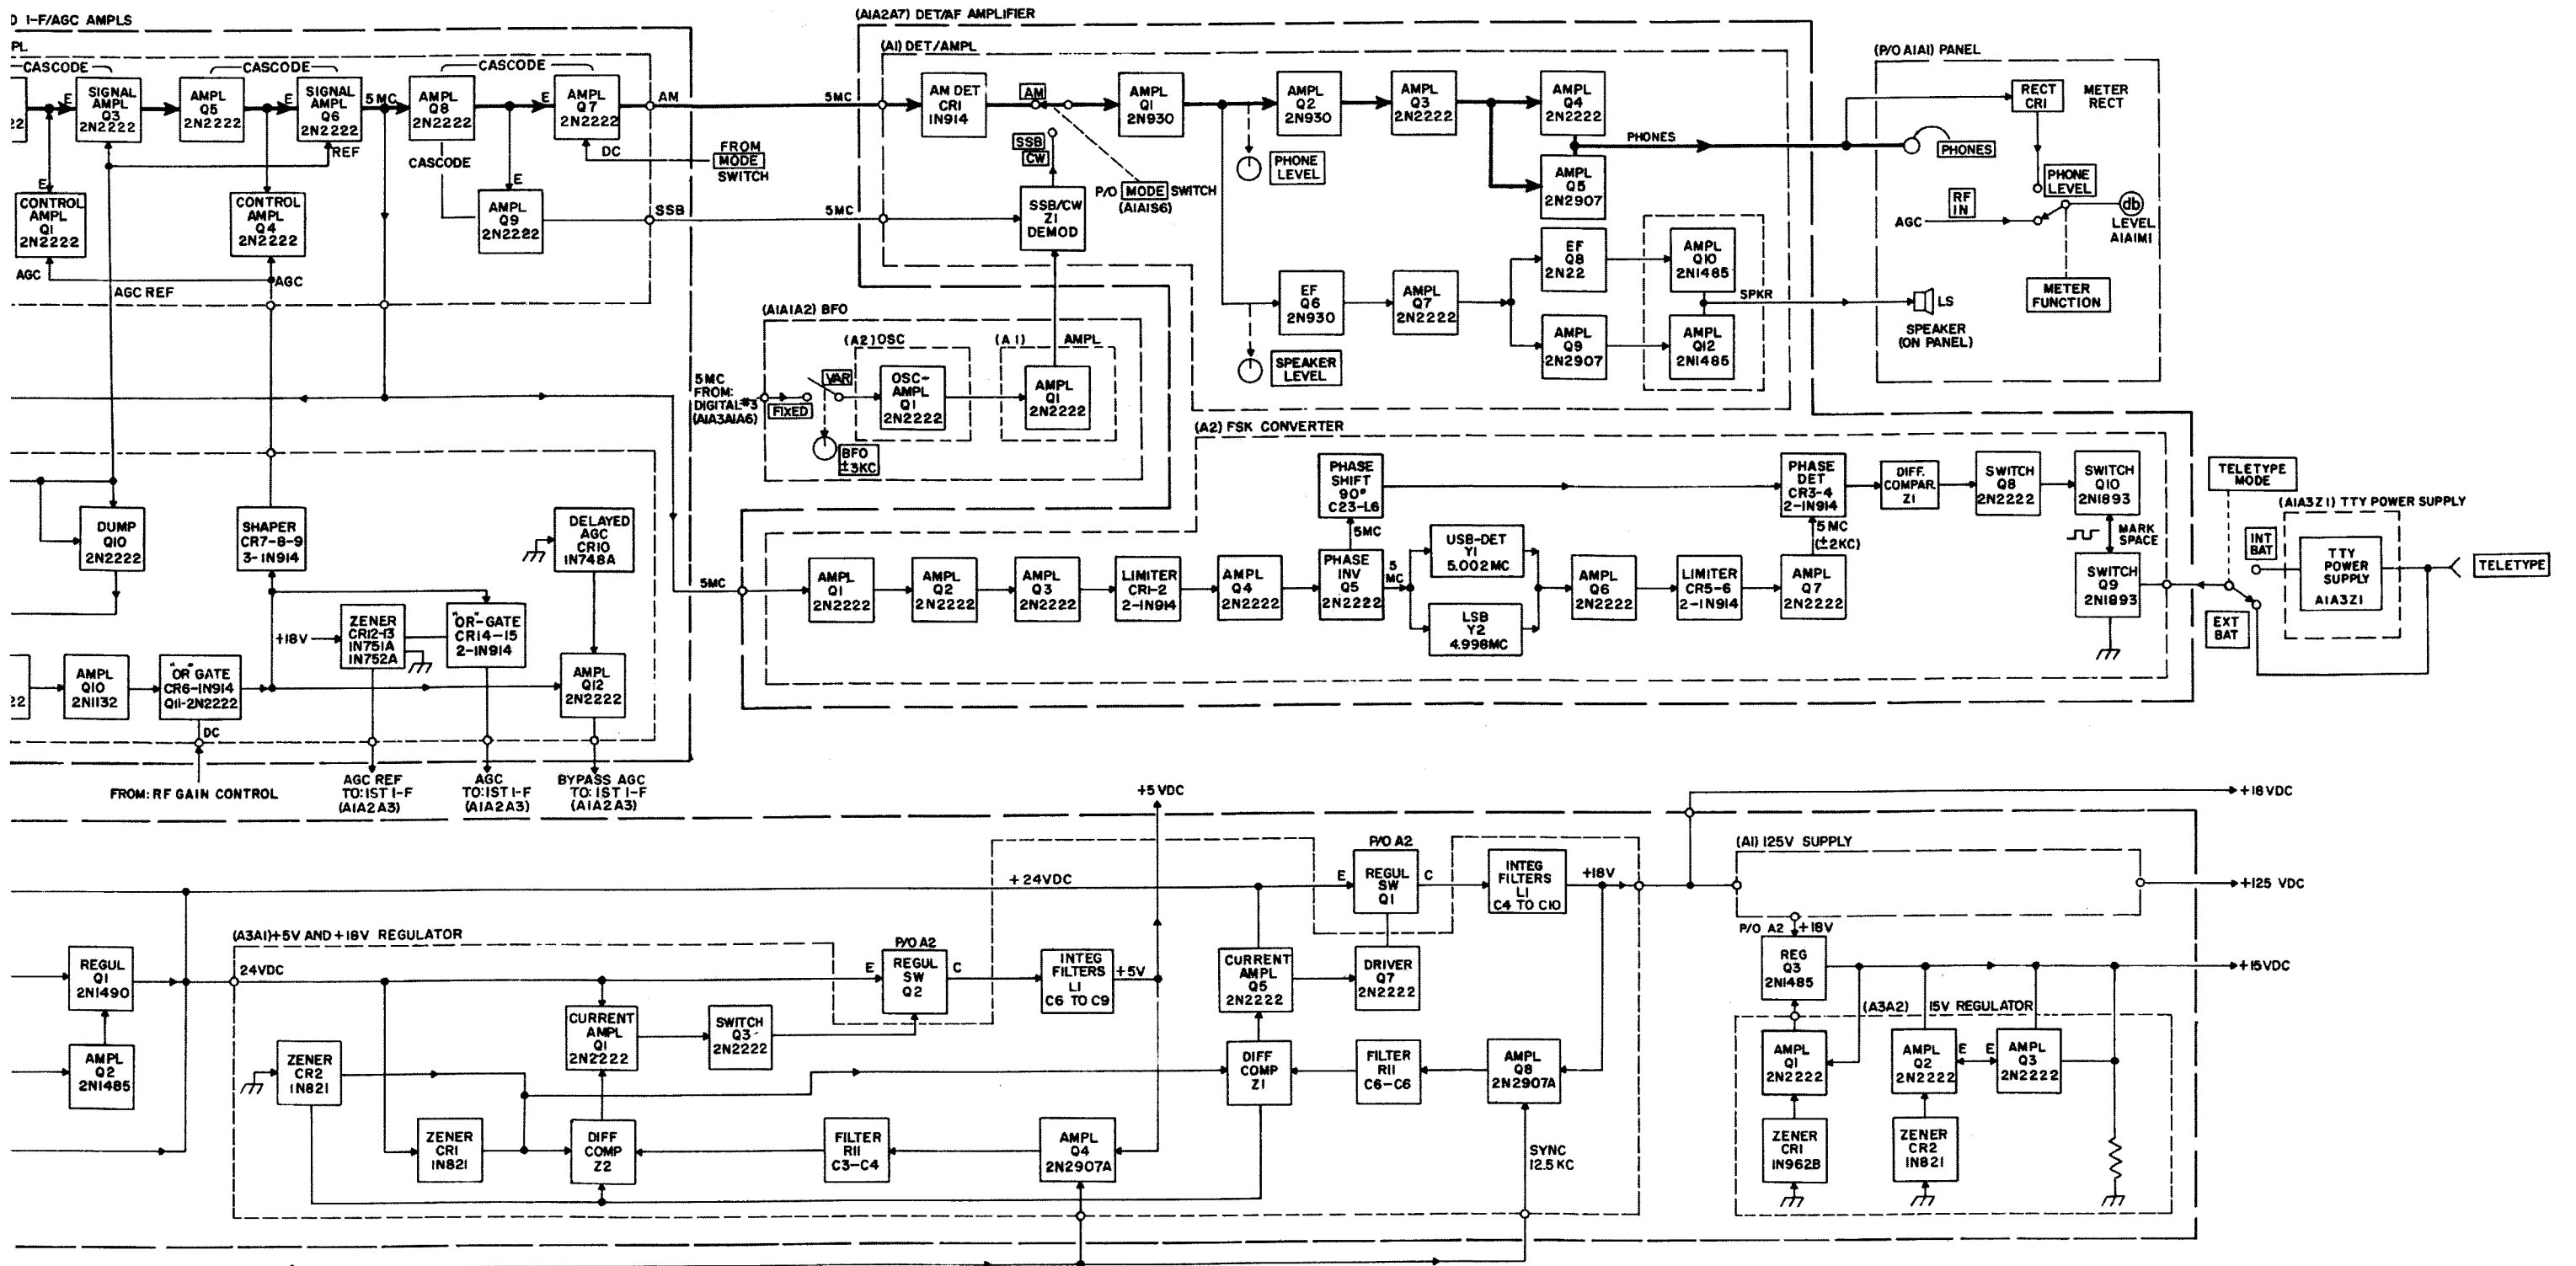 D I-F/AGC AMPLS
PL
CASCODE
CASCODE
CASCODE
22
E
SIGNAL
AMPL
Q3
2N2222
AMPL
Q5
2N2222
E
SIGNAL
AMPL
Q6
2N2222
REF
5MC
AMPL
Q8
2N2222
E
AMPL
Q7
2N2222
AM
DC
FROM
MODE
SWITCH
CASCODE
E
AMPL
Q9
2N2222
SSB
E
CONTROL
AMPL
Q1
2N2222
AGC
CONTROL
AMPL
Q4
2N2222
AGC
AGC REF
DUMP
Q10
2N2222
SHAPER
CR7-8-9
3-1N914
DELAYED
AGC
CR10
1N748A
+18V
ZENER
CR12-13
1N751A
1N752A
"OR"-GATE
CR14-15
2-1N914
22
AMPL
Q10
2N1132
"OR" GATE
CR6-1N914
Q11-2N2222
AMPL
Q12
2N2222
DC
FROM: RF GAIN CONTROL
AGC REF
TO: 1ST I-F
(A1A2A3)
AGC
TO: 1ST I-F
(A1A2A3)
BYPASS AGC
TO: 1ST I-F
(A1A2A3)
(A1A2A7) DET/AF AMPLIFIER
(A1) DET/AMPL
5MC
AM DET
CR1
1N914
AM
SSB
CW
AMPL
Q1
2N930
P/O MODE SWITCH
(A1A1S6)
5MC
SSB/CW
Z1
DEMOD
PHONE
LEVEL
AMPL
Q2
2N930
AMPL
Q3
2N2222
AMPL
Q4
2N2222
AMPL
Q5
2N2907
PHONES
EF
Q6
2N930
AMPL
Q7
2N2222
EF
Q8
2N22
AMPL
Q9
2N2907
AMPL
Q10
2N1485
AMPL
Q12
2N1485
SPKR
SPEAKER
LEVEL
(P/O A1A1) PANEL
RECT
CR1
METER
RECT
PHONES
PHONE
LEVEL
RF
IN
AGC
db
LEVEL
A1A1M1
METER
FUNCTION
LS
SPEAKER
(ON PANEL)
(A1A1A2) BFO
5MC
FROM:
DIGITAL#3
(A1A3A1A6)
FIXED
VAR
BFO
±3KC
(A2) OSC
OSC-
AMPL
Q1
2N2222
(A1) AMPL
AMPL
Q1
2N2222
(A2) FSK CONVERTER
5MC
AMPL
Q1
2N2222
AMPL
Q2
2N2222
AMPL
Q3
2N2222
LIMITER
CR1-2
2-1N914
AMPL
Q4
2N2222
PHASE
SHIFT
90°
C23-L6
5MC
PHASE
INV
Q5
2N2222
5
MC
USB-DET
Y1
5.002MC
LSB
Y2
4.998MC
AMPL
Q6
2N2222
LIMITER
CR5-6
2-1N914
AMPL
Q7
2N2222
5MC
(±2KC)
PHASE
DET
CR3-4
2-1N914
DIFF.
COMPAR.
Z1
SWITCH
Q8
2N2222
SWITCH
Q10
2N1893
MARK
SPACE
SWITCH
Q9
2N1893
TELETYPE
MODE
INT
BAT
EXT
BAT
(A1A3Z1) TTY POWER SUPPLY
TTY
POWER
SUPPLY
A1A3Z1
TELETYPE
+5VDC
+18VDC
+24VDC
REGUL
Q1
2N1490
AMPL
Q2
2N1485
(A3A1)+5V AND +18V REGULATOR
24VDC
ZENER
CR2
1N821
ZENER
CR1
1N821
CURRENT
AMPL
Q1
2N2222
SWITCH
Q3
2N2222
DIFF
COMP
Z2
P/O A2
E
REGUL
SW
Q2
C
INTEG
FILTERS
L1
C6 TO C9
+5V
FILTER
R11
C3-C4
AMPL
Q4
2N2907A
P/O A2
E
REGUL
SW
Q1
C
INTEG
FILTERS
L1
C4 TO C10
+18V
CURRENT
AMPL
Q5
2N2222
DRIVER
Q7
2N2222
DIFF
COMP
Z1
FILTER
R11
C6-C6
AMPL
Q8
2N2907A
SYNC
12.5KC
(A1) 125V SUPPLY
+125 VDC
P/O A2
+18V
REG
Q3
2N1485
+15VDC
(A3A2) 15V REGULATOR
AMPL
Q1
2N2222
AMPL
Q2
2N2222
E
E
AMPL
Q3
2N2222
ZENER
CR1
1N962B
ZENER
CR2
1N821